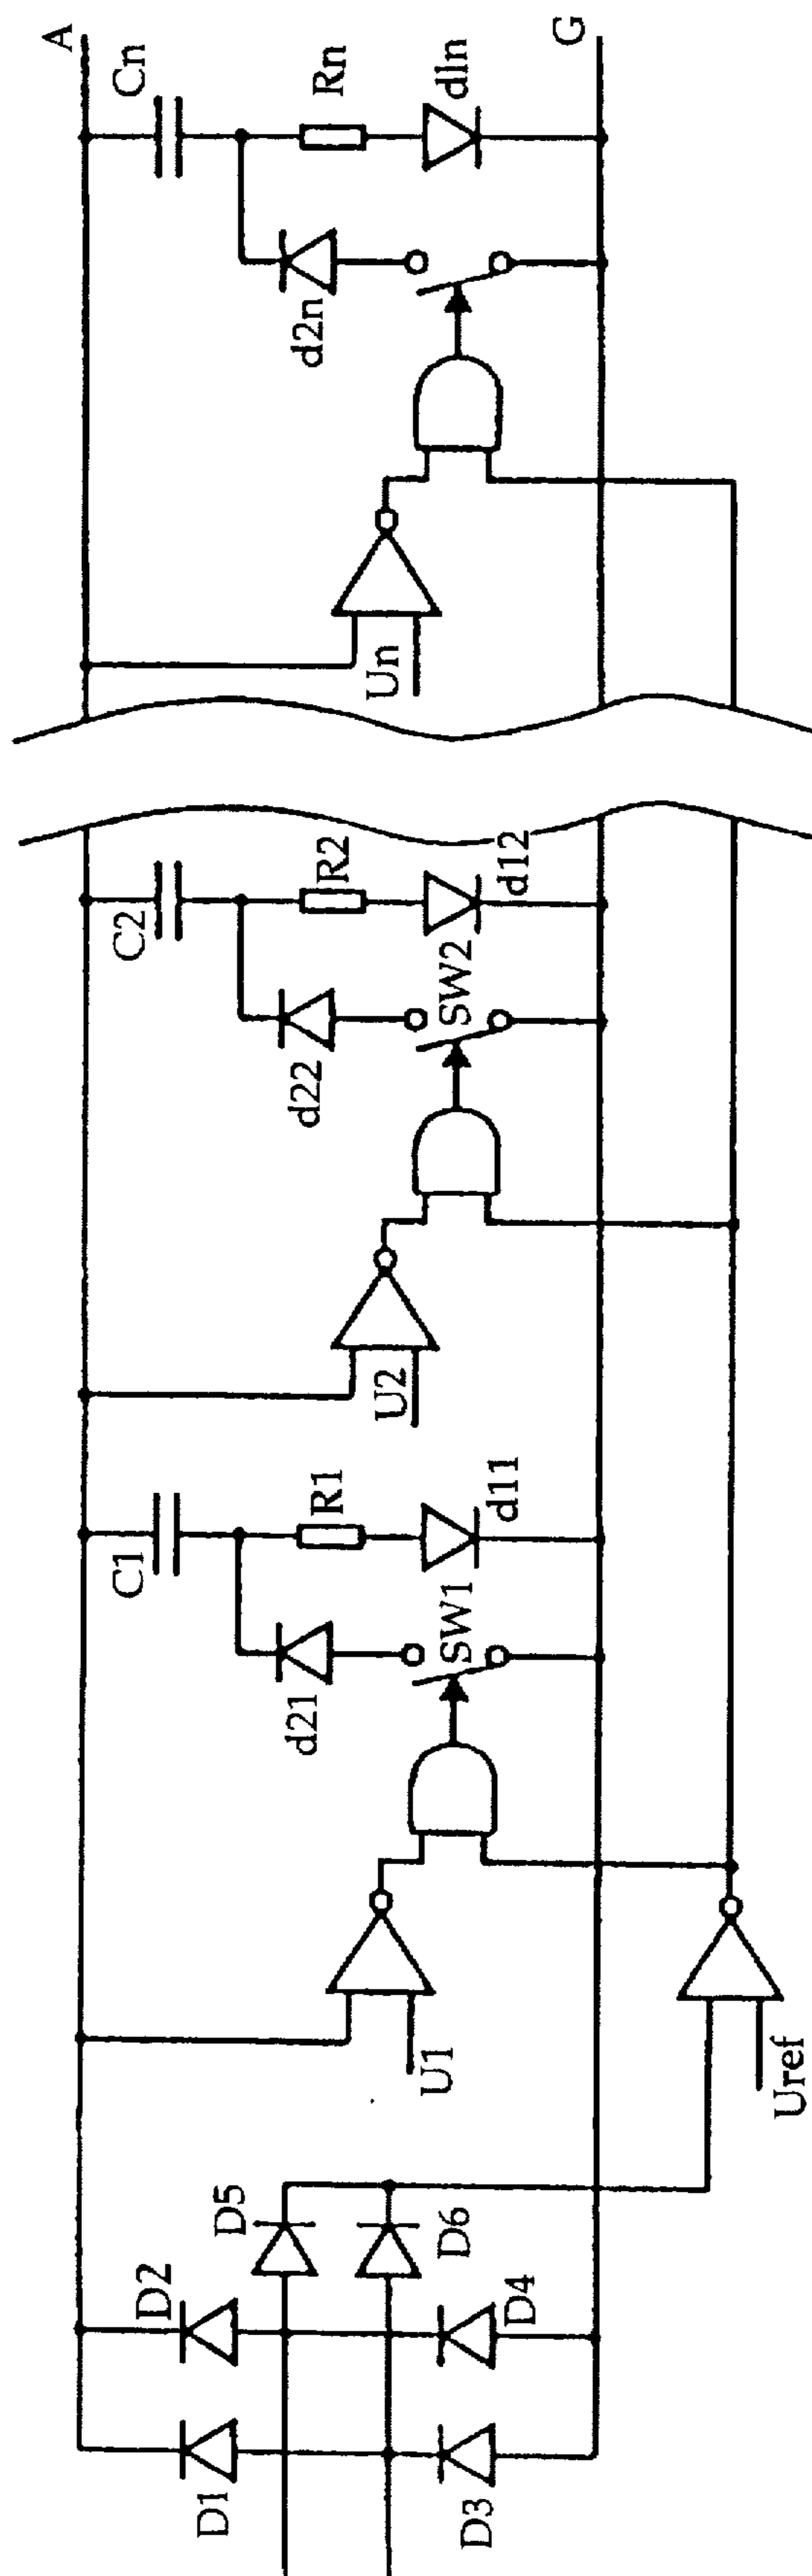 A
G
Cn
Rn
dln
d2n
Un
C2
R2
d12
d22
SW2
U2
C1
R1
d11
d21
SW1
U1
Uref
D5
D6
D2
D4
D1
D3